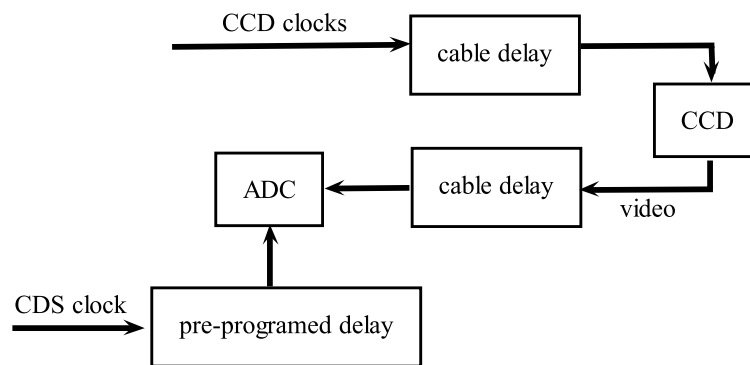 CCD clocks
cable delay
CCD
ADC
cable delay
video
CDS clock
pre-programed delay